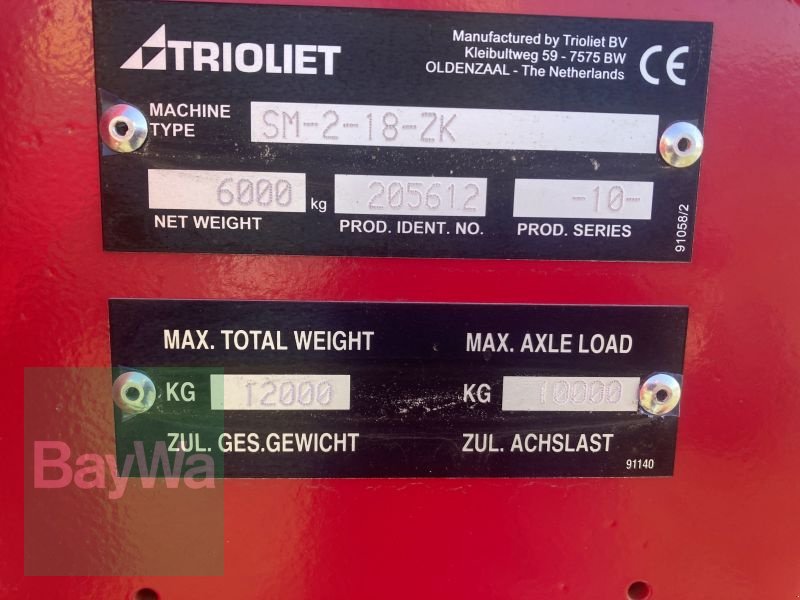 TRIOLIET
Manufactured by Trioliet BV
Kleibultweg 59 - 7575 BW
OLDENZAAL - The Netherlands
CE
MACHINE
TYPE
SM-2-18-ZK
6000 kg
205612
-10-
NET WEIGHT
PROD. IDENT. NO.
PROD. SERIES
91058/2
MAX. TOTAL WEIGHT
MAX. AXLE LOAD
KG 12000
KG 10000
ZUL. GES.GEWICHT
ZUL. ACHSLAST
91140
BayWa